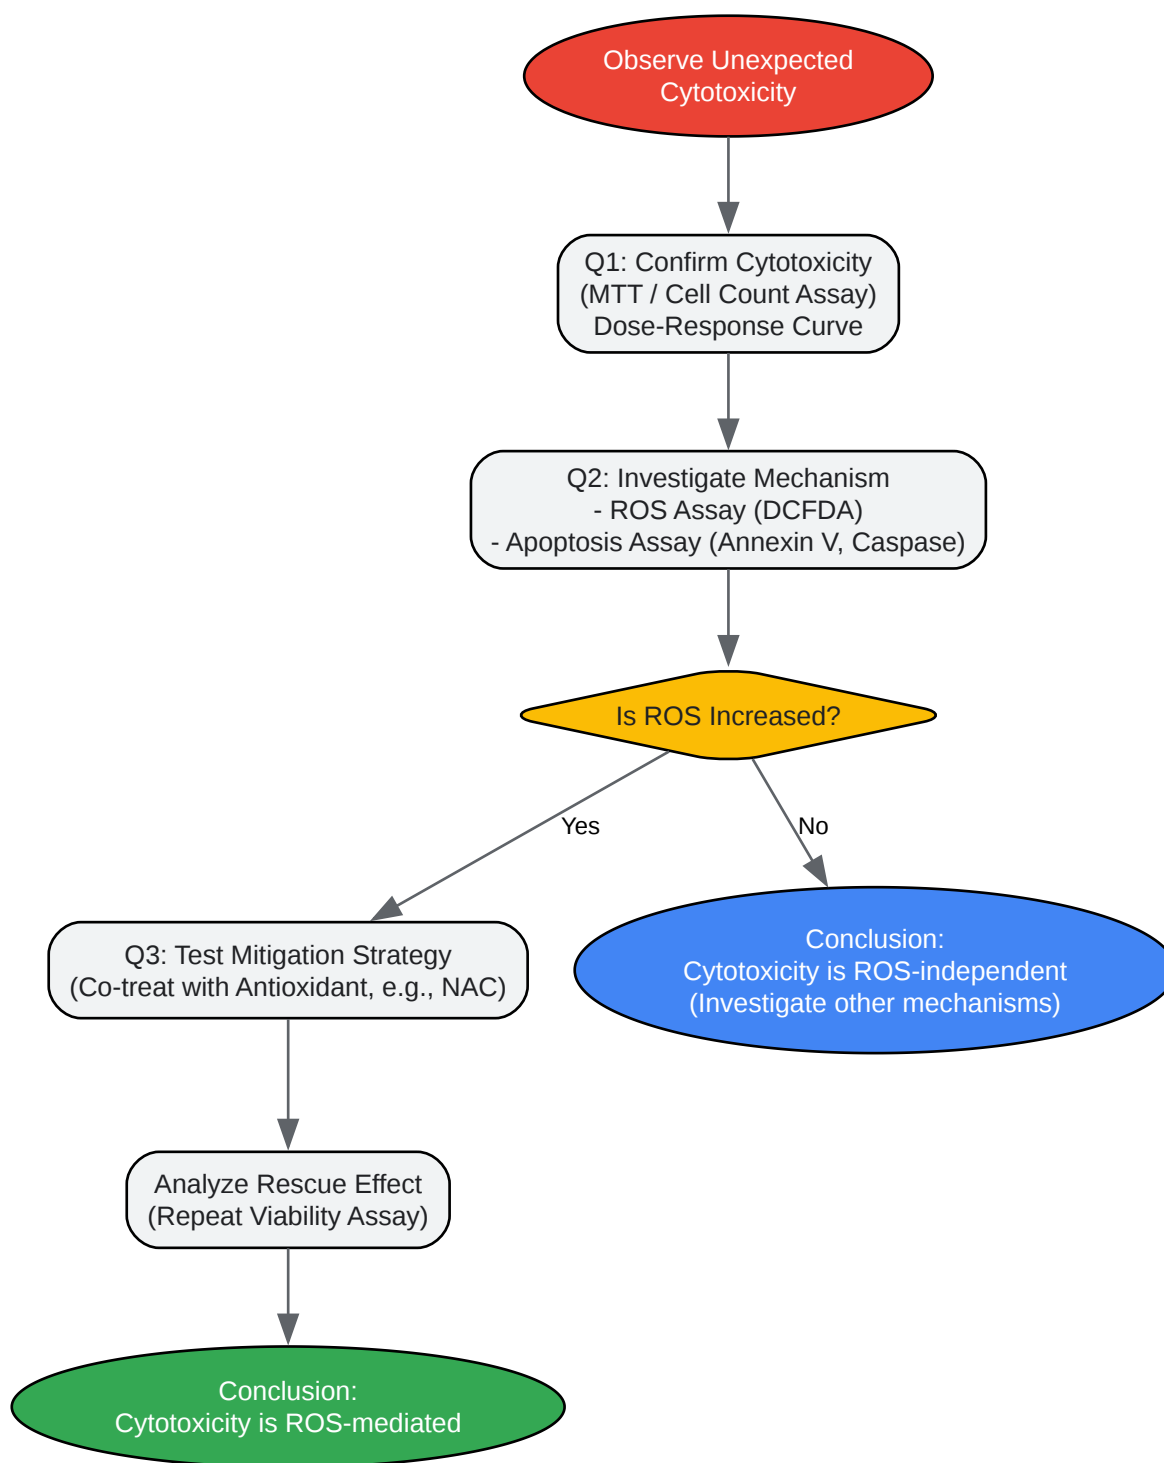 Observe Unexpected
Cytotoxicity
Q1: Confirm Cytotoxicity
(MTT / Cell Count Assay)
Dose-Response Curve
Q2: Investigate Mechanism
- ROS Assay (DCFDA)
- Apoptosis Assay (Annexin V, Caspase)
Is ROS Increased?
Yes
No
Q3: Test Mitigation Strategy
(Co-treat with Antioxidant, e.g., NAC)
Conclusion:
Cytotoxicity is ROS-independent
(Investigate other mechanisms)
Analyze Rescue Effect
(Repeat Viability Assay)
Conclusion:
Cytotoxicity is ROS-mediated